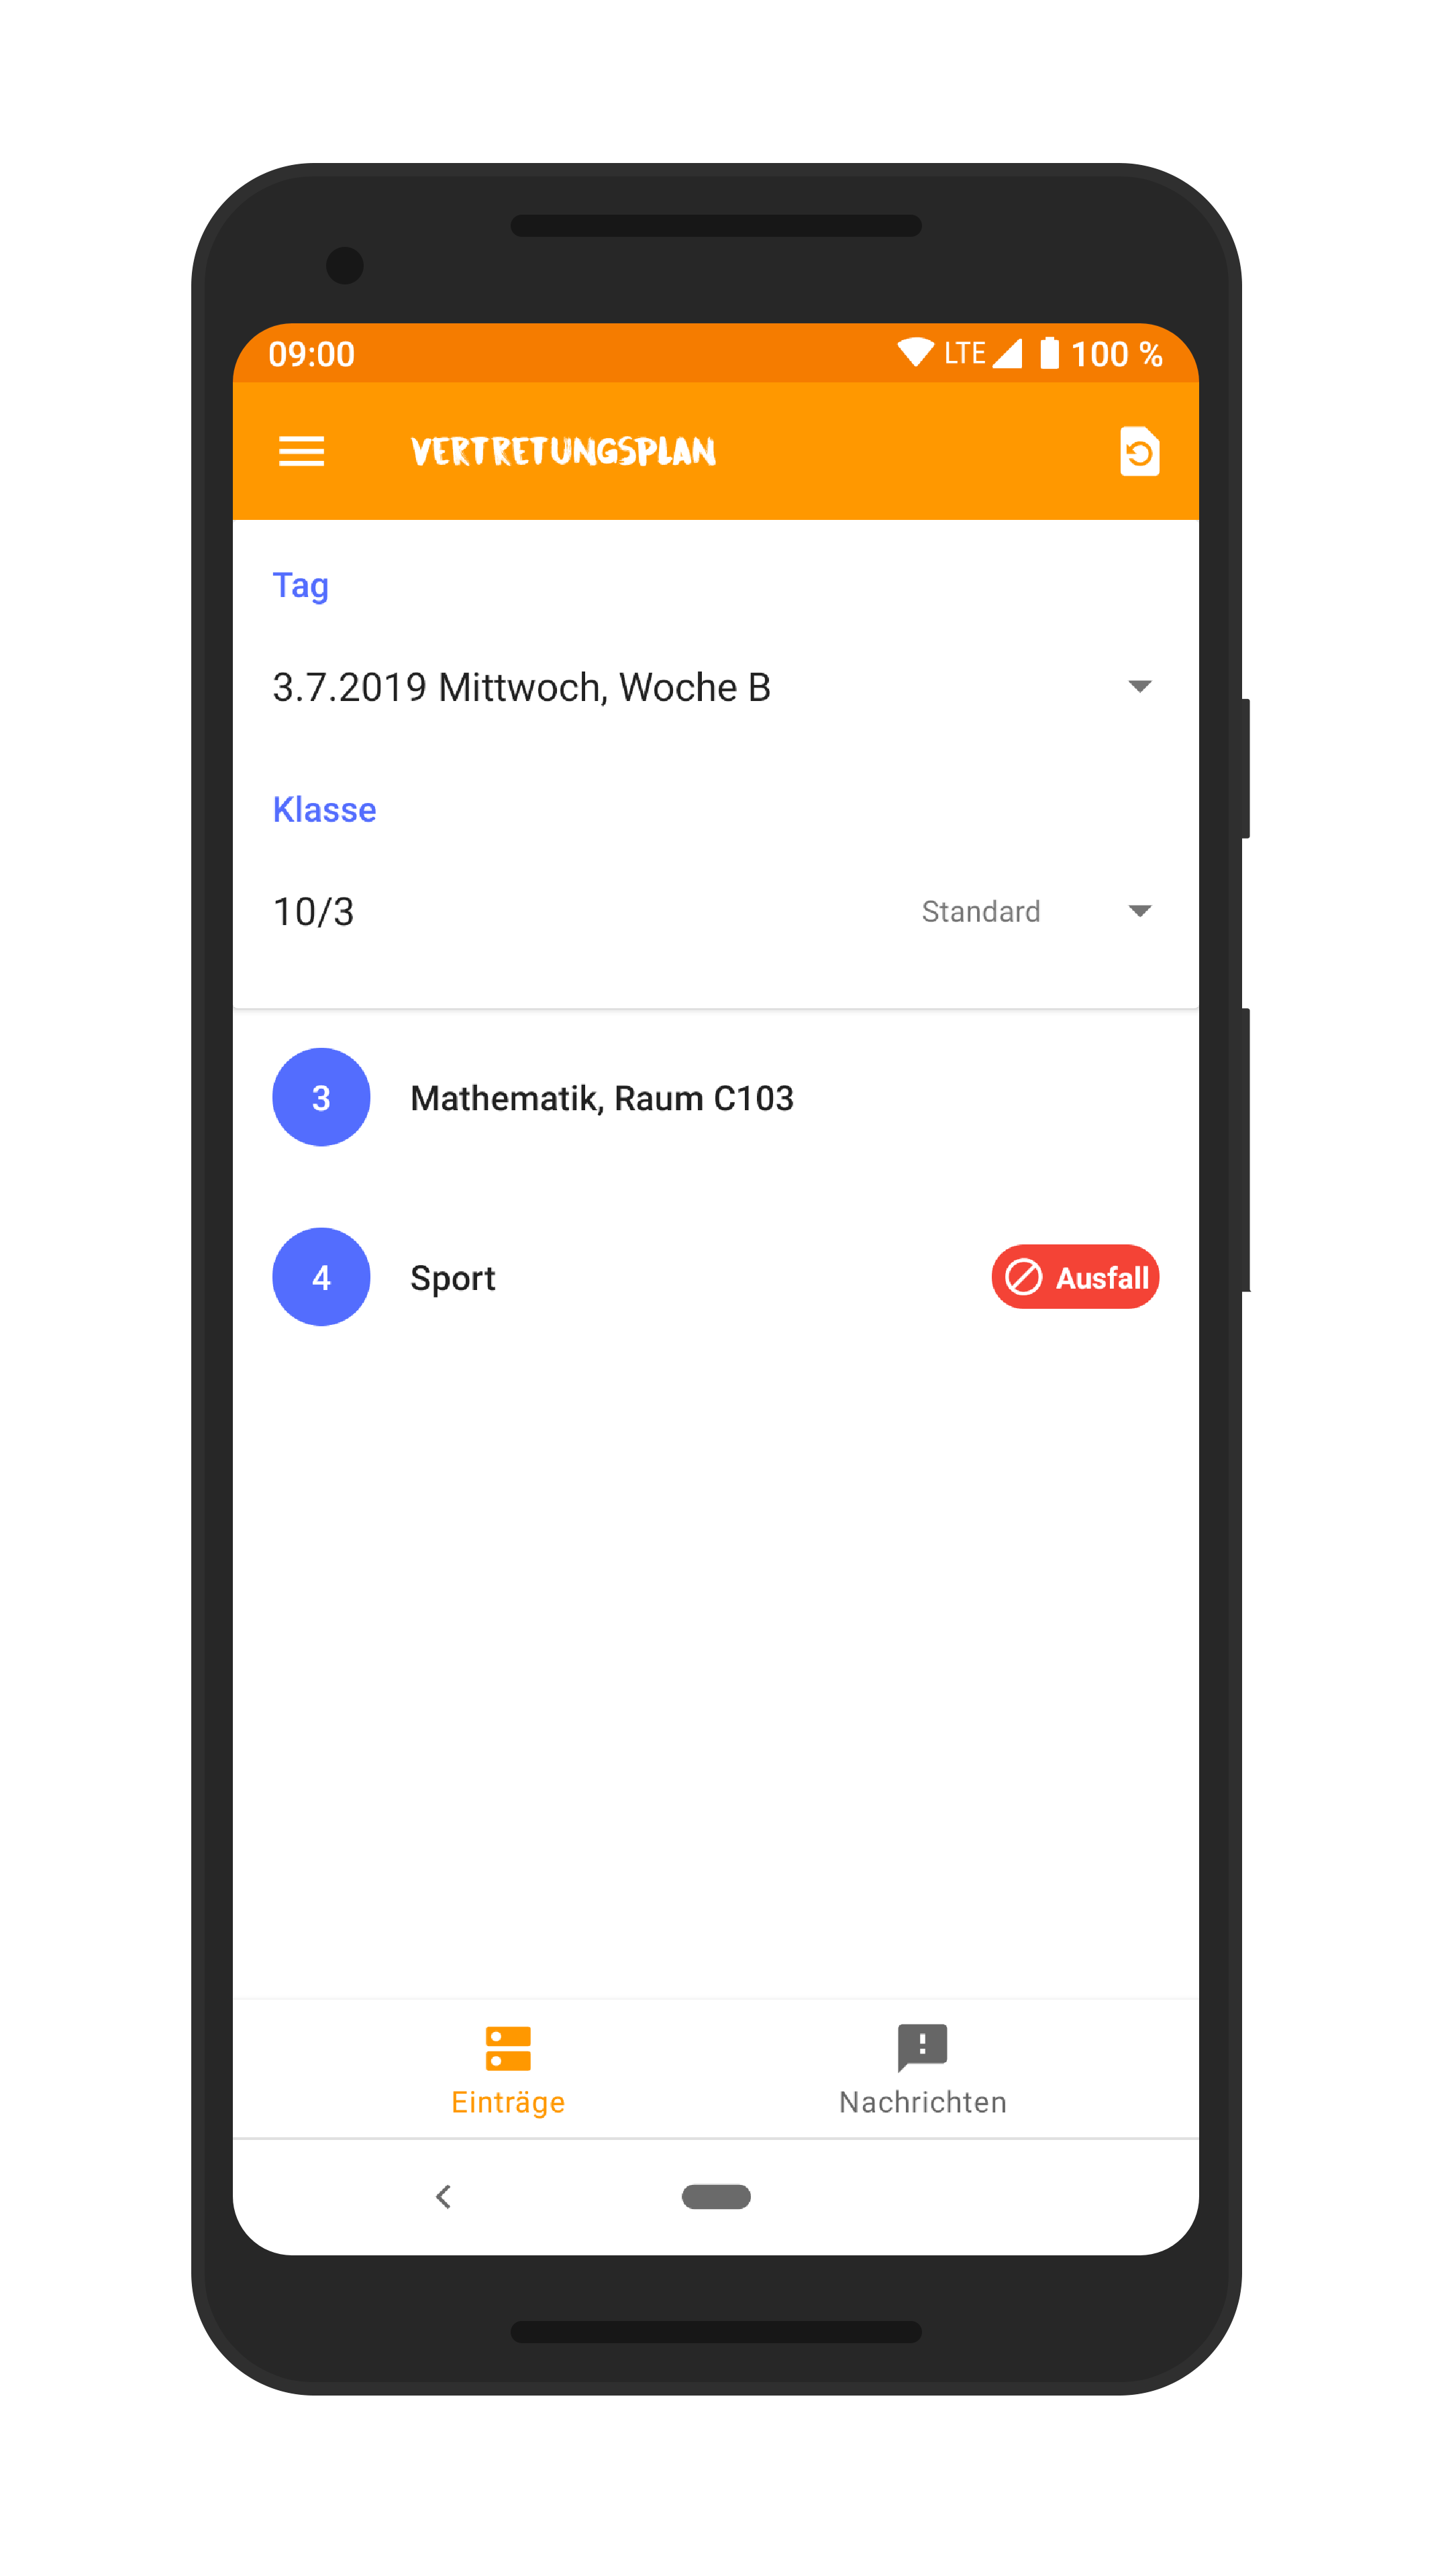 09:00 LTE 100 %
VERTRETUNGSPLAN
Tag
3.7.2019 Mittwoch, Woche B
Klasse
10/3 Standard
3 Mathematik, Raum C103
4 Sport Ausfall
Einträge Nachrichten